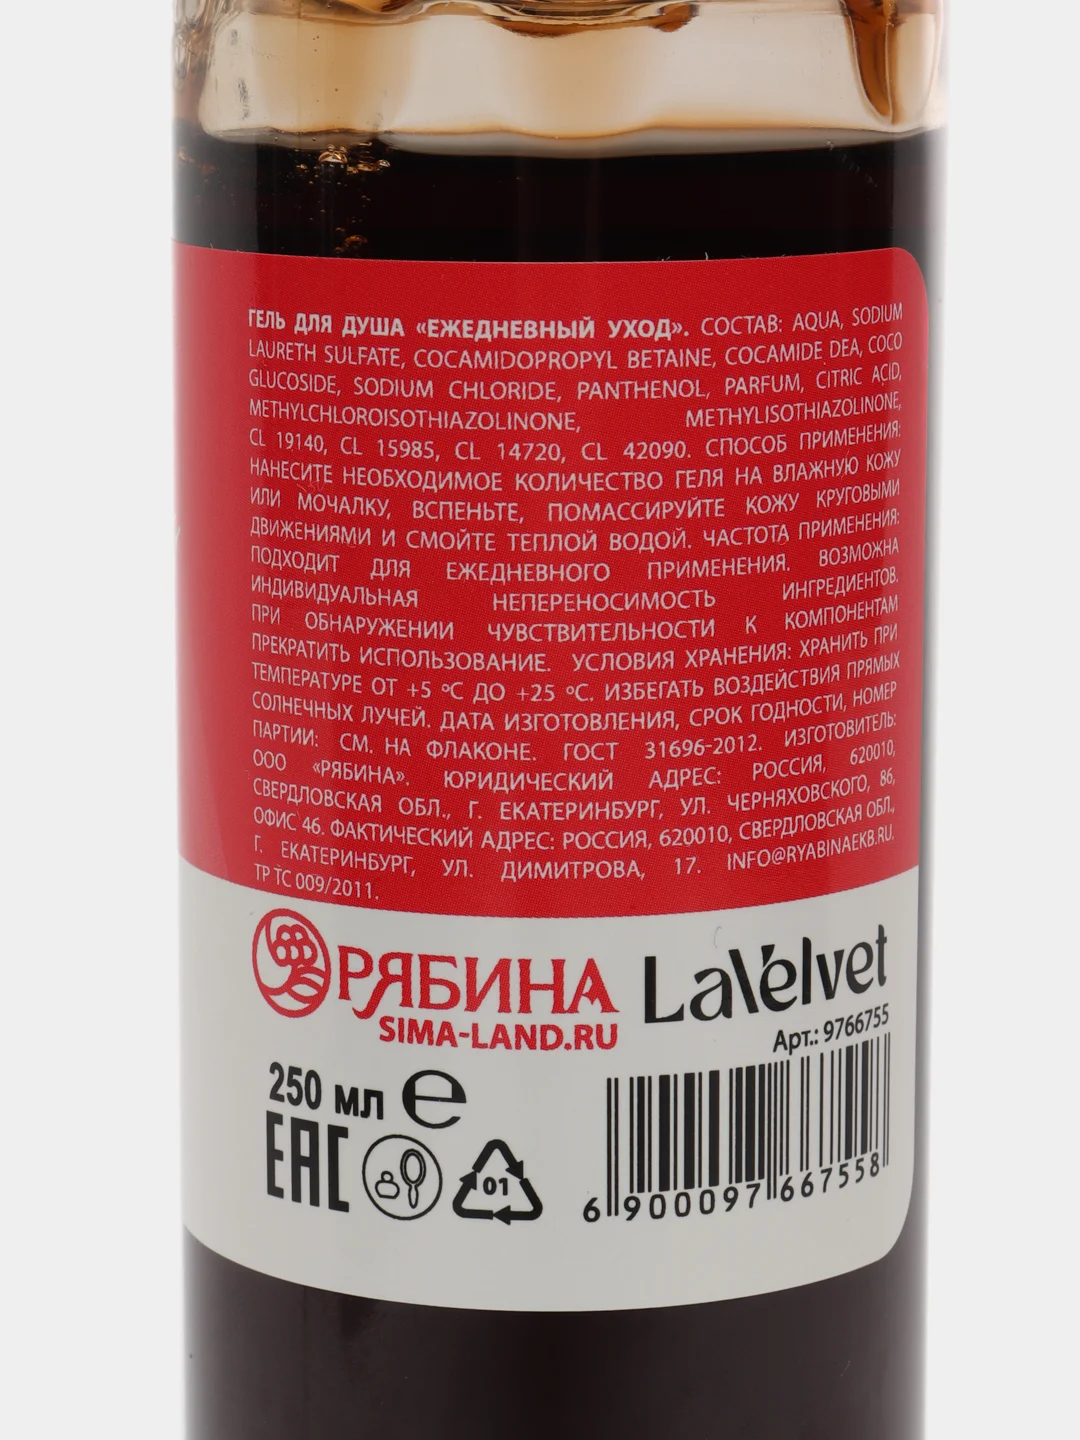 ГЕЛЬ ДЛЯ ДУША «ЕЖЕДНЕВНЫЙ УХОД». СОСТАВ: AQUA, SODIUM
LAURETH SULFATE, COCAMIDOPROPYL BETAINE, COCAMIDE DEA, COCO
GLUCOSIDE, SODIUM CHLORIDE, PANTHENOL, PARFUM, CITRIC ACID,
METHYLCHLOROISOTHIAZOLINONE, METHYLISOTHIAZOLINONE,
CL 19140, CL 15985, CL 14720, CL 42090. СПОСОБ ПРИМЕНЕНИЯ:
НАНЕСИТЕ НЕОБХОДИМОЕ КОЛИЧЕСТВО ГЕЛЯ НА ВЛАЖНУЮ КОЖУ
ИЛИ МОЧАЛКУ, ВСПЕНЬТЕ, ПОМАССИРУЙТЕ КОЖУ КРУГОВЫМИ
ДВИЖЕНИЯМИ И СМОЙТЕ ТЕПЛОЙ ВОДОЙ. ЧАСТОТА ПРИМЕНЕНИЯ:
ПОДХОДИТ ДЛЯ ЕЖЕДНЕВНОГО ПРИМЕНЕНИЯ. ВОЗМОЖНА
ИНДИВИДУАЛЬНАЯ НЕПЕРЕНОСИМОСТЬ ИНГРЕДИЕНТОВ.
ПРИ ОБНАРУЖЕНИИ ЧУВСТВИТЕЛЬНОСТИ К КОМПОНЕНТАМ
ПРЕКРАТИТЬ ИСПОЛЬЗОВАНИЕ. УСЛОВИЯ ХРАНЕНИЯ: ХРАНИТЬ ПРИ
ТЕМПЕРАТУРЕ ОТ +5 °С ДО +25 °С. ИЗБЕГАТЬ ВОЗДЕЙСТВИЯ ПРЯМЫХ
СОЛНЕЧНЫХ ЛУЧЕЙ. ДАТА ИЗГОТОВЛЕНИЯ, СРОК ГОДНОСТИ, НОМЕР
ПАРТИИ: СМ. НА ФЛАКОНЕ. ГОСТ 31696-2012. ИЗГОТОВИТЕЛЬ:
ООО «РЯБИНА». ЮРИДИЧЕСКИЙ АДРЕС: РОССИЯ, 620010,
СВЕРДЛОВСКАЯ ОБЛ., Г. ЕКАТЕРИНБУРГ, УЛ. ЧЕРНЯХОВСКОГО, 86,
ОФИС 46. ФАКТИЧЕСКИЙ АДРЕС: РОССИЯ, 620010, СВЕРДЛОВСКАЯ ОБЛ.,
Г. ЕКАТЕРИНБУРГ, УЛ. ДИМИТРОВА, 17. INFO@RYABINAEKB.RU.
ТР ТС 009/2011.
РЯБИНА
SIMA-LAND.RU
LaVelvet
Арт.: 9766755
250 мл e
EAC
01
6 900097 667558